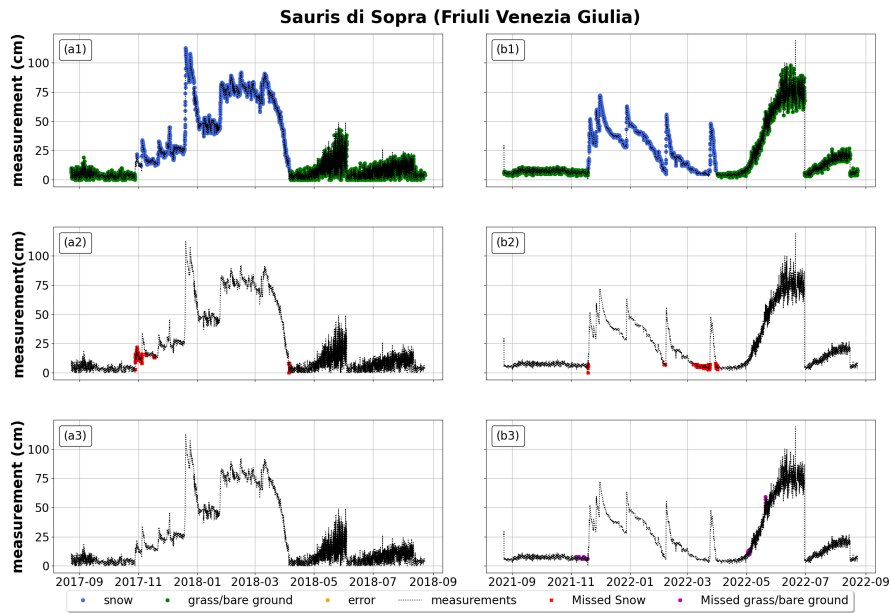 Sauris di Sopra (Friuli Venezia Giulia)
measurement (cm)
100
75
50
25
0
(a1)
(b1)
measurement(cm)
100
75
50
25
0
(a2)
(b2)
measurement (cm)
100
75
50
25
0
(a3)
(b3)
2017-09 2017-11 2018-01 2018-03 2018-05 2018-07 2018-09
2021-09 2021-11 2022-01 2022-03 2022-05 2022-07 2022-09
snow grass/bare ground error measurements Missed Snow Missed grass/bare ground